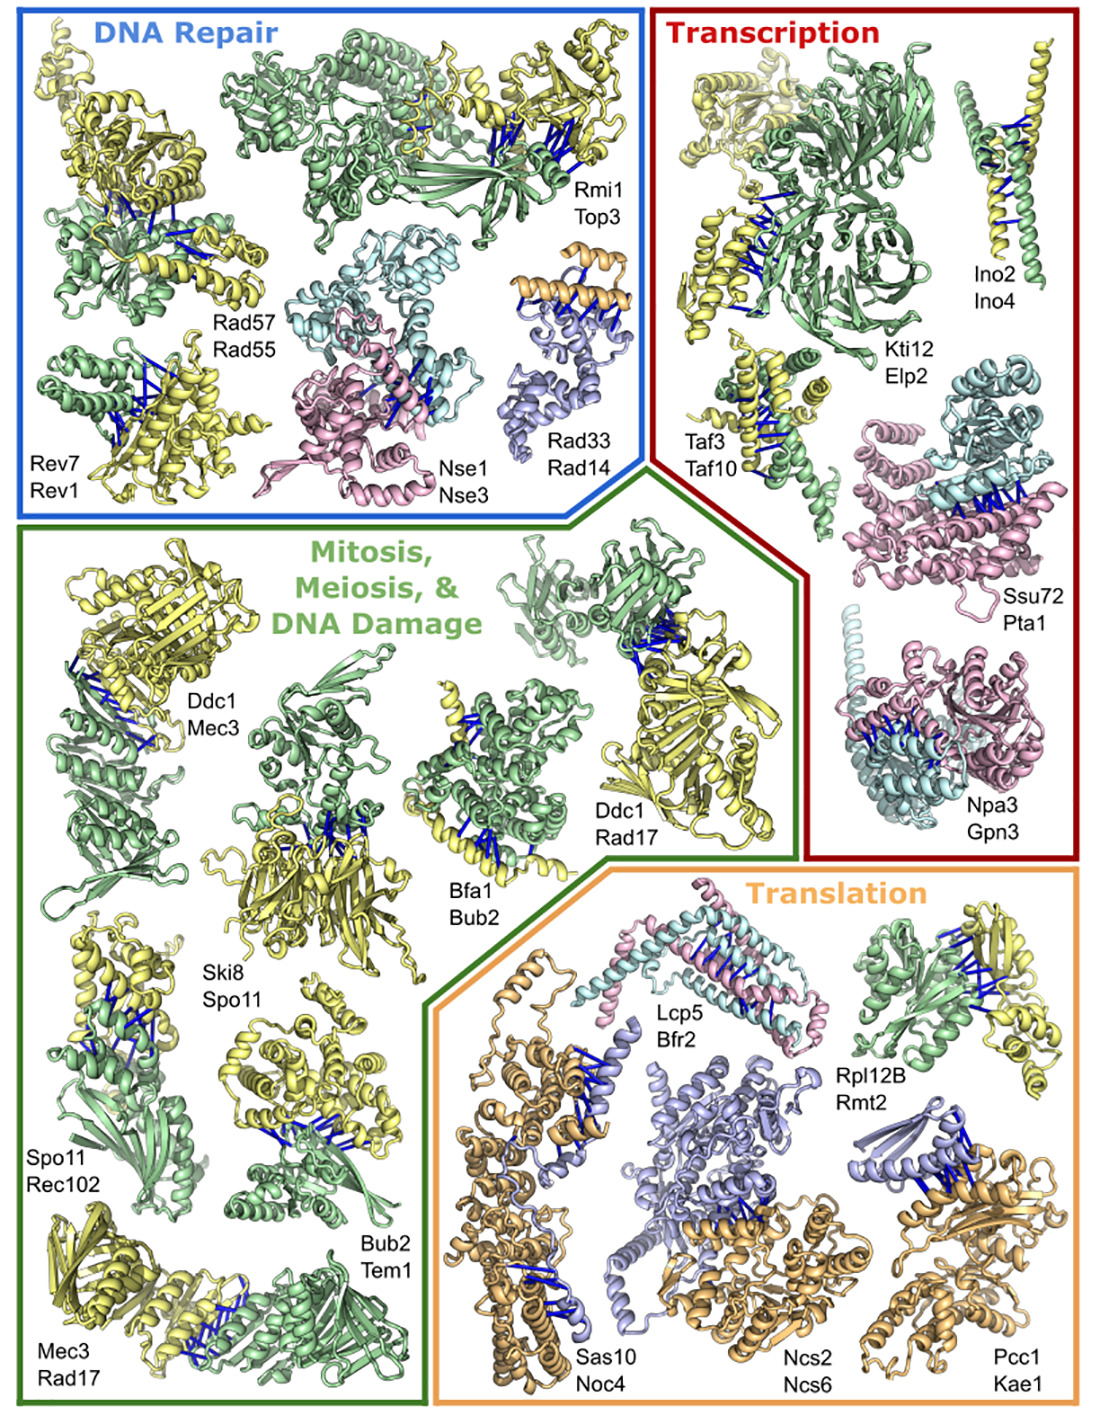 DNA Repair
Rad57
Rad55
Rmi1
Top3
Rev7
Rev1
Nse1
Nse3
Rad33
Rad14
Transcription
Kti12
Elp2
Ino2
Ino4
Taf3
Taf10
Ssu72
Pta1
Npa3
Gpn3
Mitosis,
Meiosis, &
DNA Damage
Ddc1
Mec3
Ski8
Spo11
Bfa1
Bub2
Ddc1
Rad17
Spo11
Rec102
Bub2
Tem1
Mec3
Rad17
Translation
Lcp5
Bfr2
Rpl12B
Rmt2
Sas10
Noc4
Ncs2
Ncs6
Pcc1
Kae1